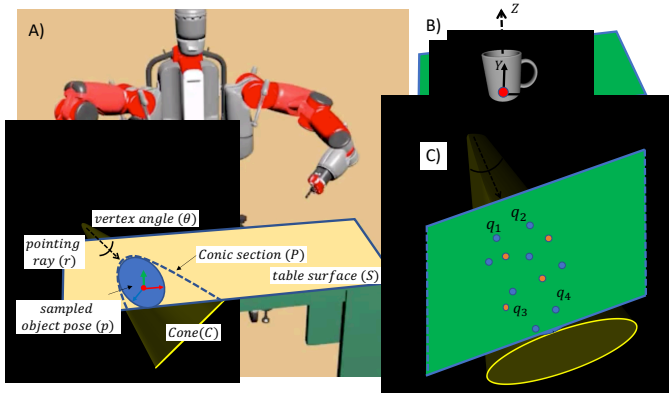 A)
vertex angle (θ)
pointing
ray (r)
Conic section (P)
table surface (S)
sampled
object pose (p)
Cone(C)
B)
Z
Y
C)
q1
q2
q4
q3